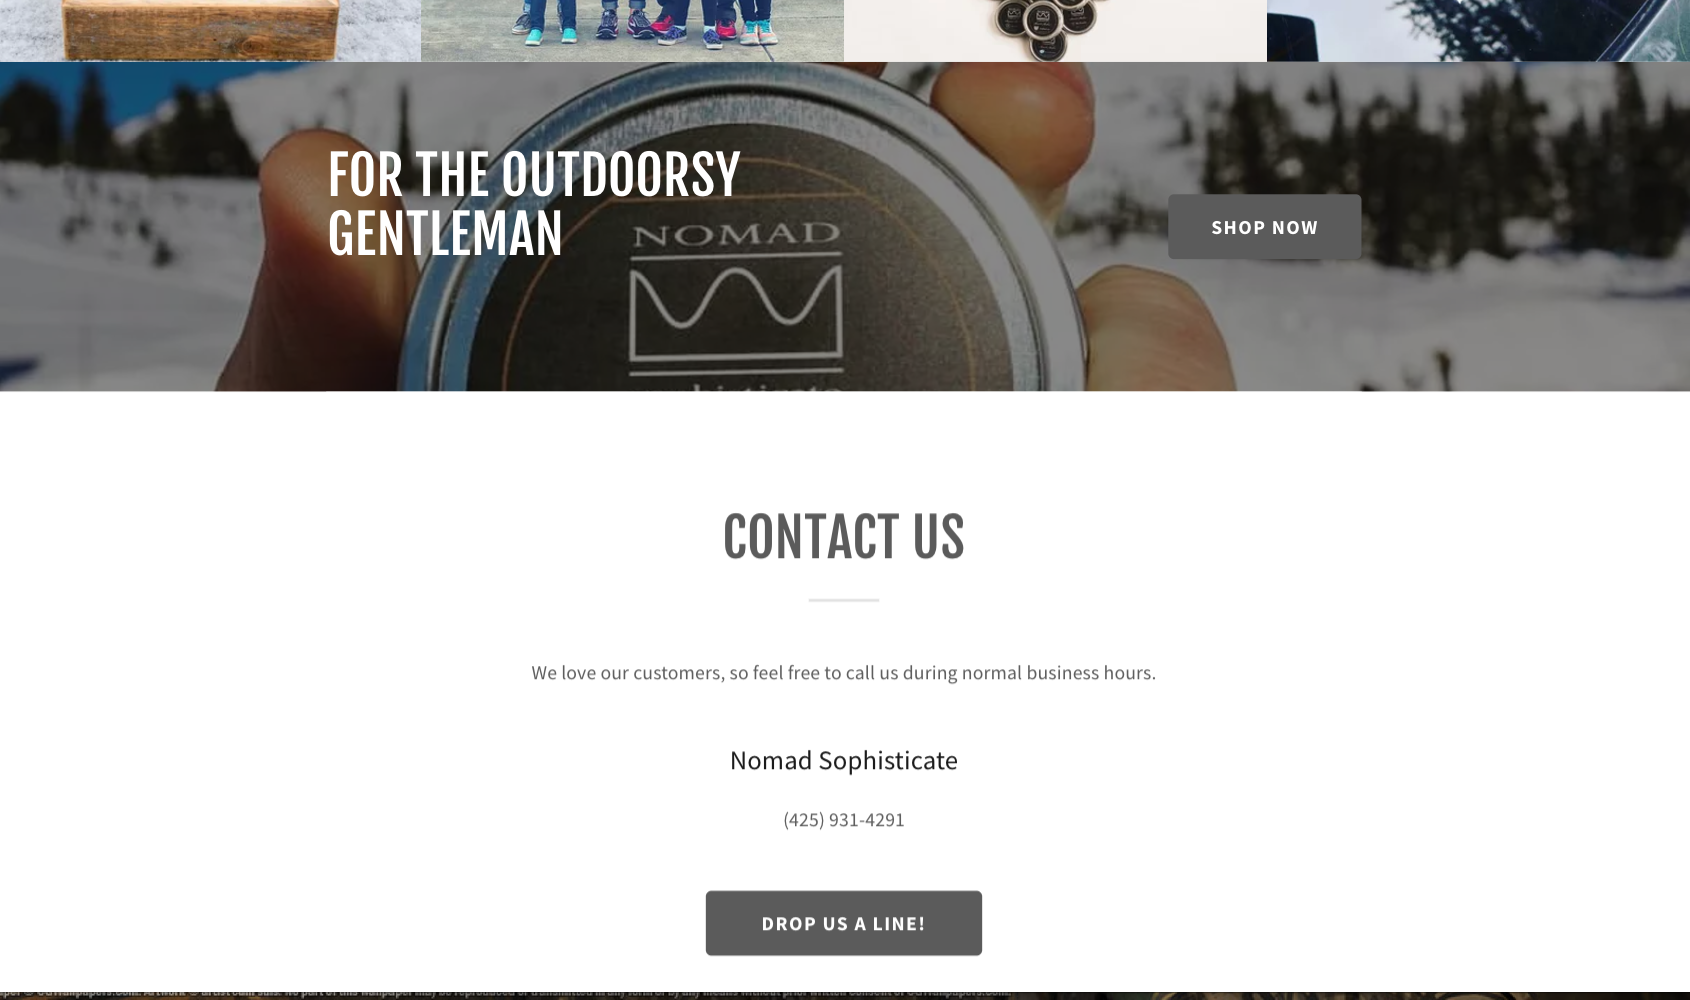 FOR THE OUTDOORSY
GENTLEMAN
SHOP NOW
NOMAD
CONTACT US
We love our customers, so feel free to call us during normal business hours.
Nomad Sophisticate
(425) 931-4291
DROP US A LINE!